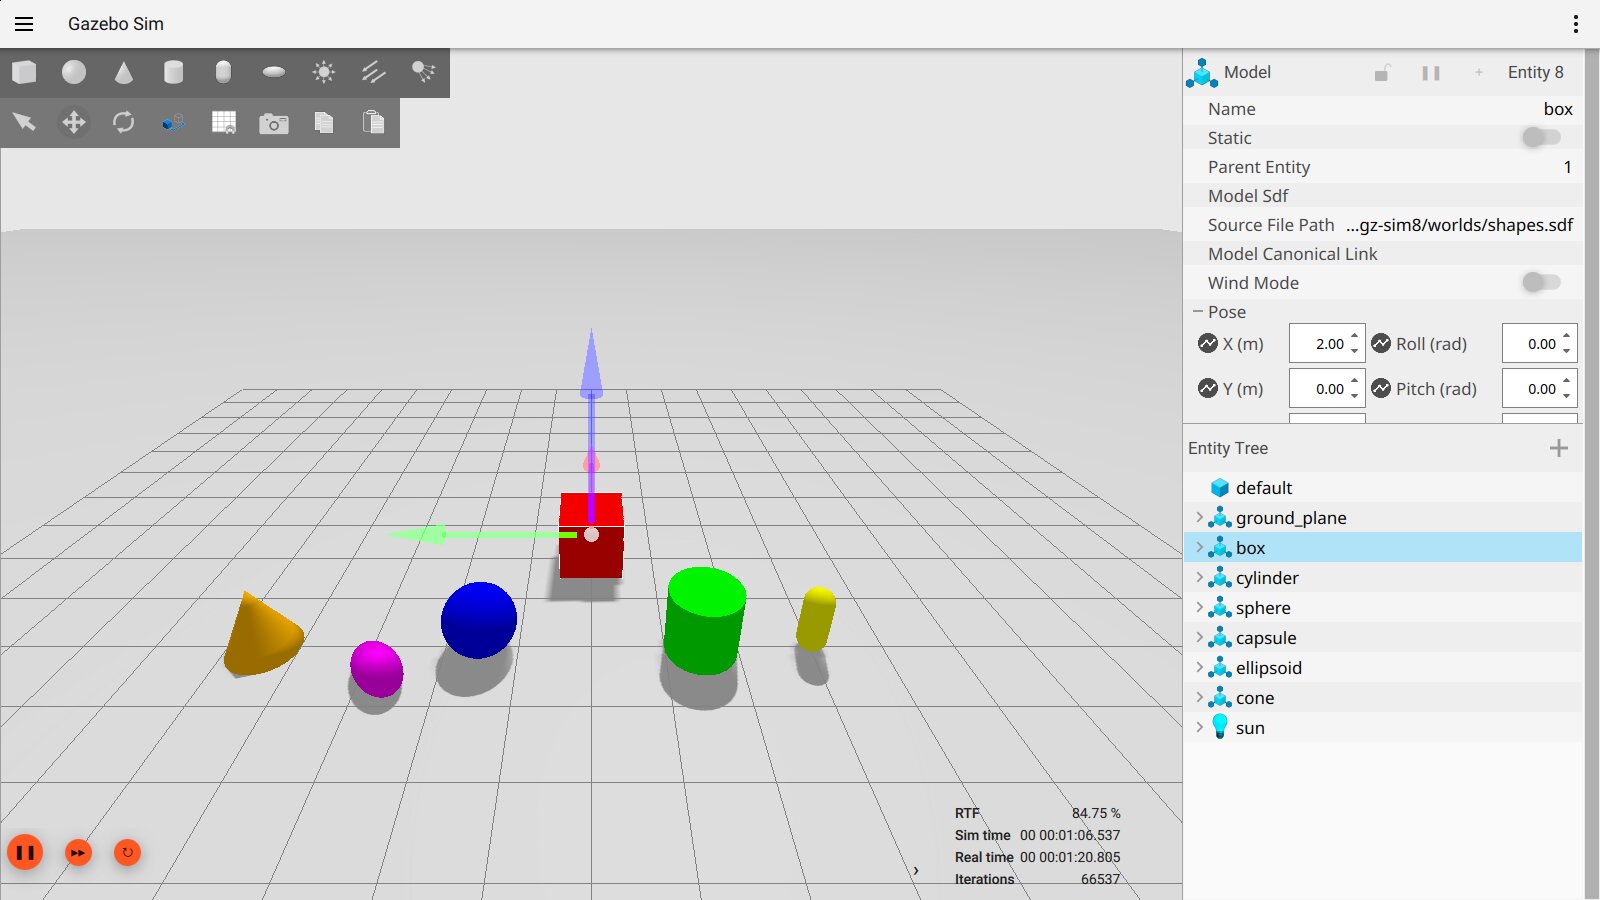 Gazebo Sim
Model
Entity 8
Name
box
Static
Parent Entity
1
Model Sdf
Source File Path
...gz-sim8/worlds/shapes.sdf
Model Canonical Link
Wind Mode
Pose
X (m)
2.00
Roll (rad)
0.00
Y (m)
0.00
Pitch (rad)
0.00
Entity Tree
default
ground_plane
box
cylinder
sphere
capsule
ellipsoid
cone
sun
RTF
84.75 %
Sim time
00 00:01:06.537
Real time
00 00:01:20.805
Iterations
66537